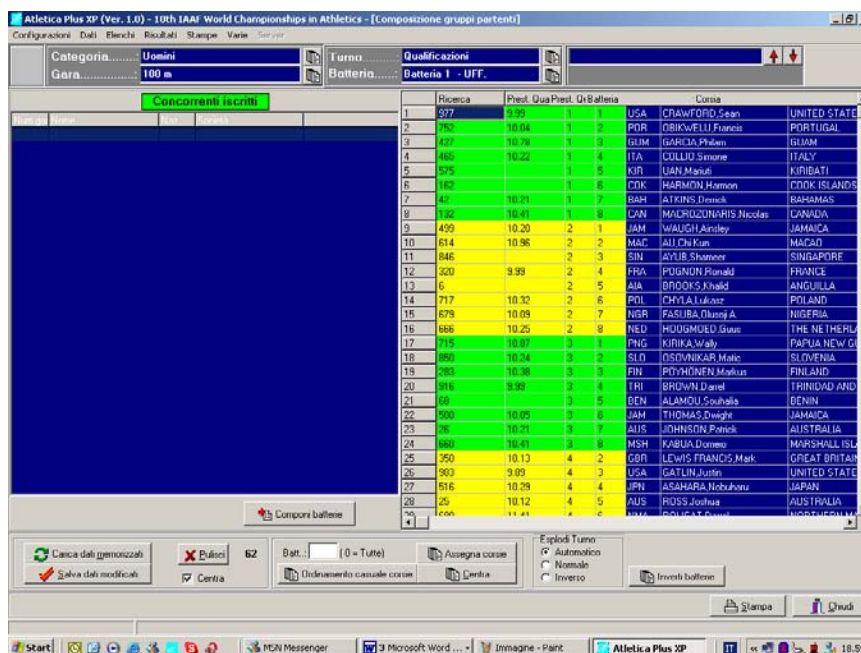 Atletica Plus XP (Ver. 1.0) - 10th IAAF World Championships in Athletics - [Composizione gruppi partenti]
Configurazioni Dati Elenchi Risultati Stampe Varie Server
Categoria........: Uomini Turno............: Qualificazioni
Gara................: 100 m Batteria......: Batteria 1 - UFF.
Concorrenti iscritti
Nome Naz Società
Ricerca Prest. Qua Prest. Qu Batteria Corsia
1 977 9.99 1 1 USA CRAWFORD,Sean UNITED STATE
2 752 10.04 1 2 POR OBIKWELU,Francis PORTUGAL
3 427 10.78 1 3 GUM GARCIA,Philam GUAM
4 465 10.22 1 4 ITA COLLIO,Simone ITALY
5 575 1 5 KIR UAN,Mariuti KIRIBATI
6 162 1 6 COK HARMON,Harmon COOK ISLANDS
7 42 10.21 1 7 BAH ATKINS,Derrick BAHAMAS
8 132 10.41 1 8 CAN MACROZONARIS,Nicolas CANADA
9 499 10.20 2 1 JAM WAUGH,Ainsley JAMAICA
10 614 10.96 2 2 MAC AU,Chi Kun MACAO
11 846 2 3 SIN AYUB,Shameer SINGAPORE
12 320 9.99 2 4 FRA POGNON,Ronald FRANCE
13 6 2 5 AIA BROOKS,Khalid ANGUILLA
14 717 10.32 2 6 POL CHYLA,Lukasz POLAND
15 679 10.09 2 7 NGR FASUBA,Olusoji A. NIGERIA
16 666 10.25 2 8 NED HOOGMOED,Guus THE NETHERLA
17 715 10.87 3 1 PNG KIRIKA,Wally PAPUA NEW GU
18 850 10.24 3 2 SLO OSOVNIKAR,Matic SLOVENIA
19 283 10.38 3 3 FIN PÖYHÖNEN,Markus FINLAND
20 916 9.99 3 4 TRI BROWN,Darrel TRINIDAD AND
21 68 3 5 BEN ALAMOU,Souhalia BENIN
22 500 10.05 3 6 JAM THOMAS,Dwight JAMAICA
23 26 10.21 3 7 AUS JOHNSON,Patrick AUSTRALIA
24 660 10.41 3 8 MSH KABUA,Domeio MARSHALL ISL
25 350 10.13 4 2 GBR LEWIS FRANCIS,Mark GREAT BRITAIN
26 983 9.89 4 3 USA GATLIN,Justin UNITED STATE
27 516 10.29 4 4 JPN ASAHARA,Nobuharu JAPAN
28 25 10.12 4 5 AUS ROSS,Joshua AUSTRALIA
29
Componi batterie
Carica dati memorizzati Pulisci 62 Batt..: ( 0 = Tutte) Assegna corsie
Salva dati modificati Centra Ordinamento casuale corsie Centra
Esplodi Turno
Automatico
Normale
Inverso
Inverti batterie
Stampa Chiudi
Start MSN Messenger 3 Microsoft Word ... Immagine - Paint Atletica Plus XP IT